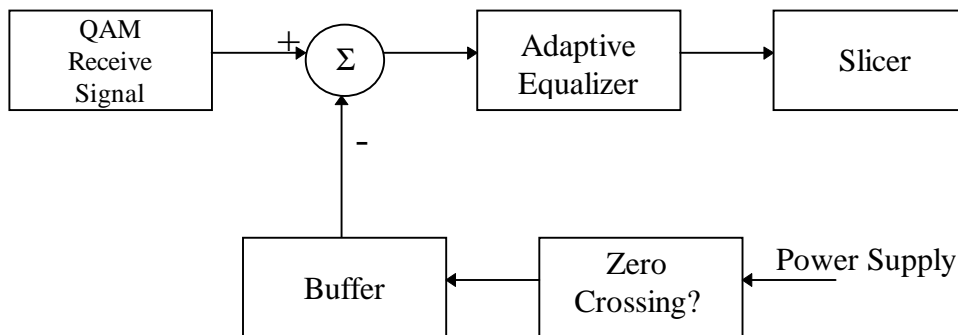 QAM
Receive
Signal
+
Σ
Adaptive
Equalizer
Slicer
-
Buffer
Zero
Crossing?
Power Supply